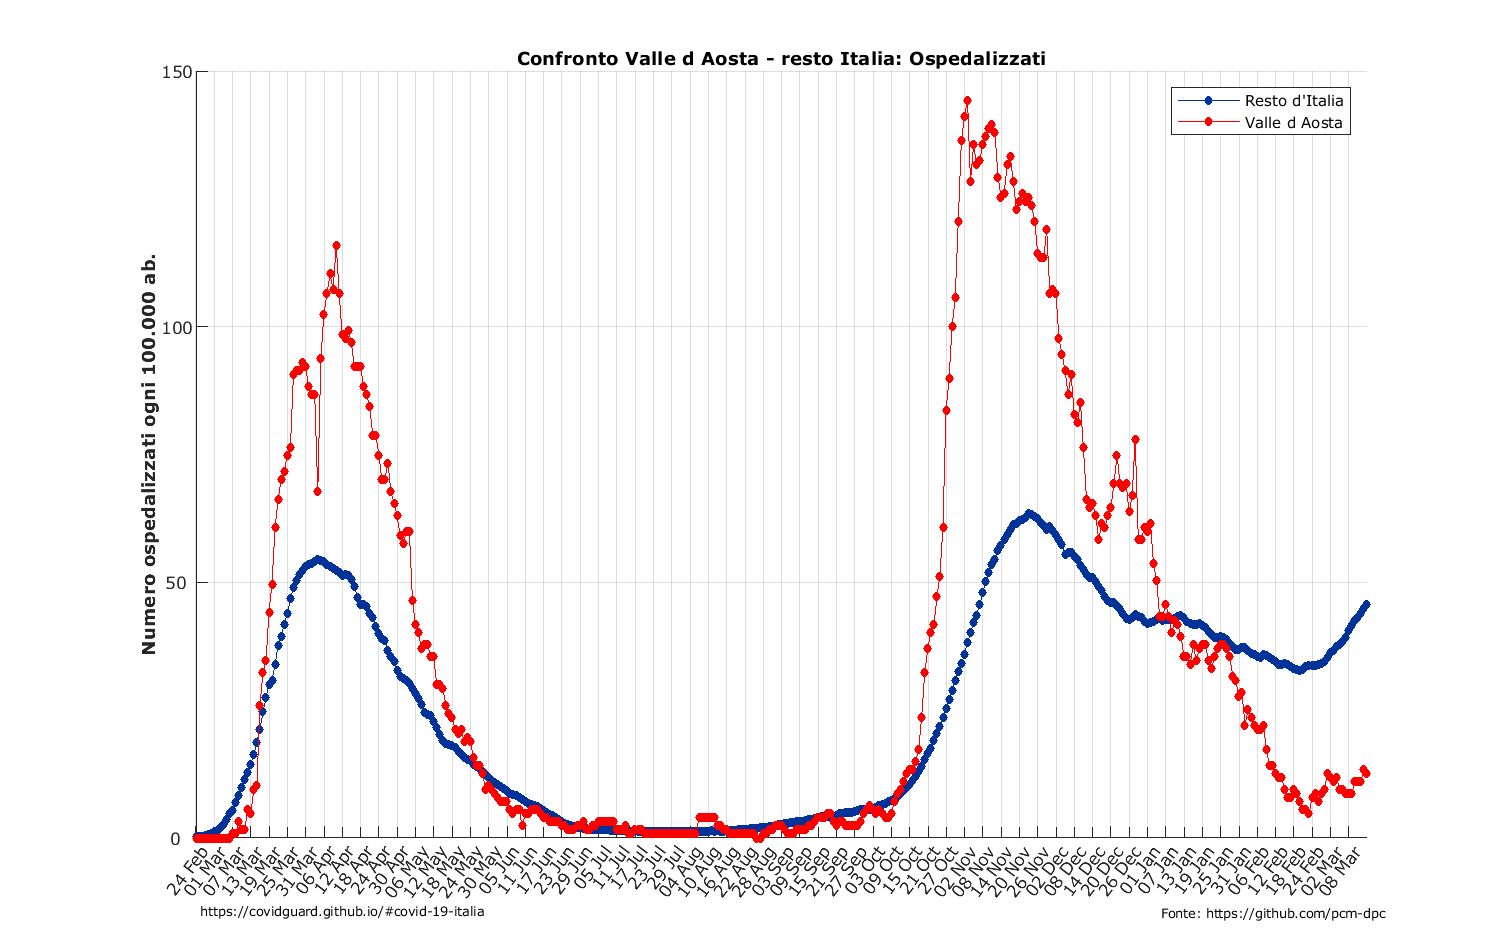 Confronto Valle d Aosta - resto Italia: Ospedalizzati
Resto d'Italia
Valle d Aosta
Numero ospedalizzati ogni 100.000 ab.
150
100
50
0
24 Feb
01 Mar
07 Mar
13 Mar
19 Mar
25 Mar
31 Mar
06 Apr
12 Apr
18 Apr
24 Apr
30 Apr
06 May
12 May
18 May
24 May
30 May
05 Jun
11 Jun
17 Jun
23 Jun
29 Jun
05 Jul
11 Jul
17 Jul
23 Jul
29 Jul
04 Aug
10 Aug
16 Aug
22 Aug
28 Aug
03 Sep
09 Sep
15 Sep
21 Sep
27 Sep
03 Oct
09 Oct
15 Oct
21 Oct
27 Oct
02 Nov
08 Nov
14 Nov
20 Nov
26 Nov
02 Dec
08 Dec
14 Dec
20 Dec
26 Dec
01 Jan
07 Jan
13 Jan
19 Jan
25 Jan
31 Jan
06 Feb
12 Feb
18 Feb
24 Feb
02 Mar
08 Mar
https://covidguard.github.io/#covid-19-italia
Fonte: https://github.com/pcm-dpc